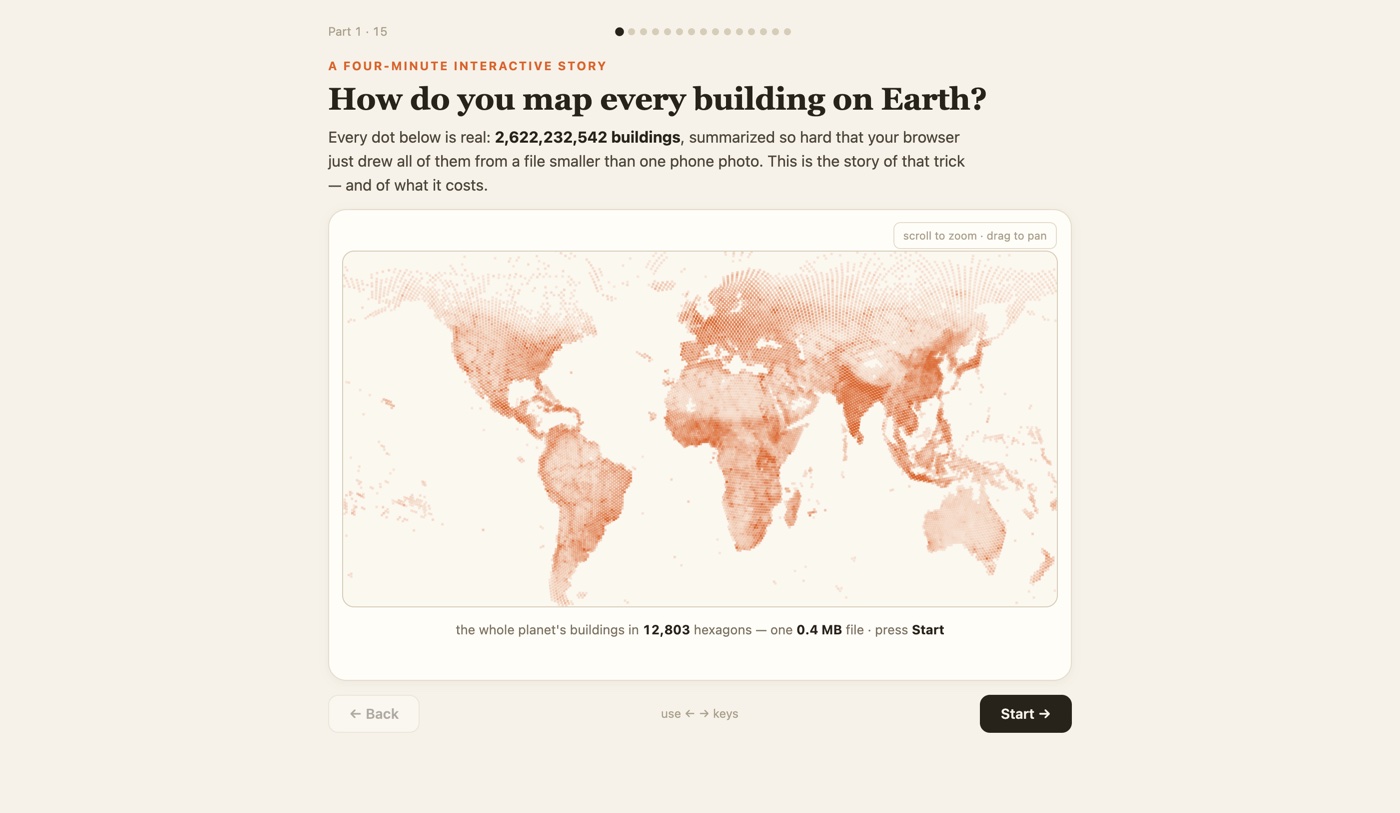 Part 1 · 15
A FOUR-MINUTE INTERACTIVE STORY
How do you map every building on Earth?
Every dot below is real: 2,622,232,542 buildings, summarized so hard that your browser
just drew all of them from a file smaller than one phone photo. This is the story of that trick
— and of what it costs.
scroll to zoom · drag to pan
the whole planet's buildings in 12,803 hexagons — one 0.4 MB file · press Start
← Back
use ← → keys
Start →